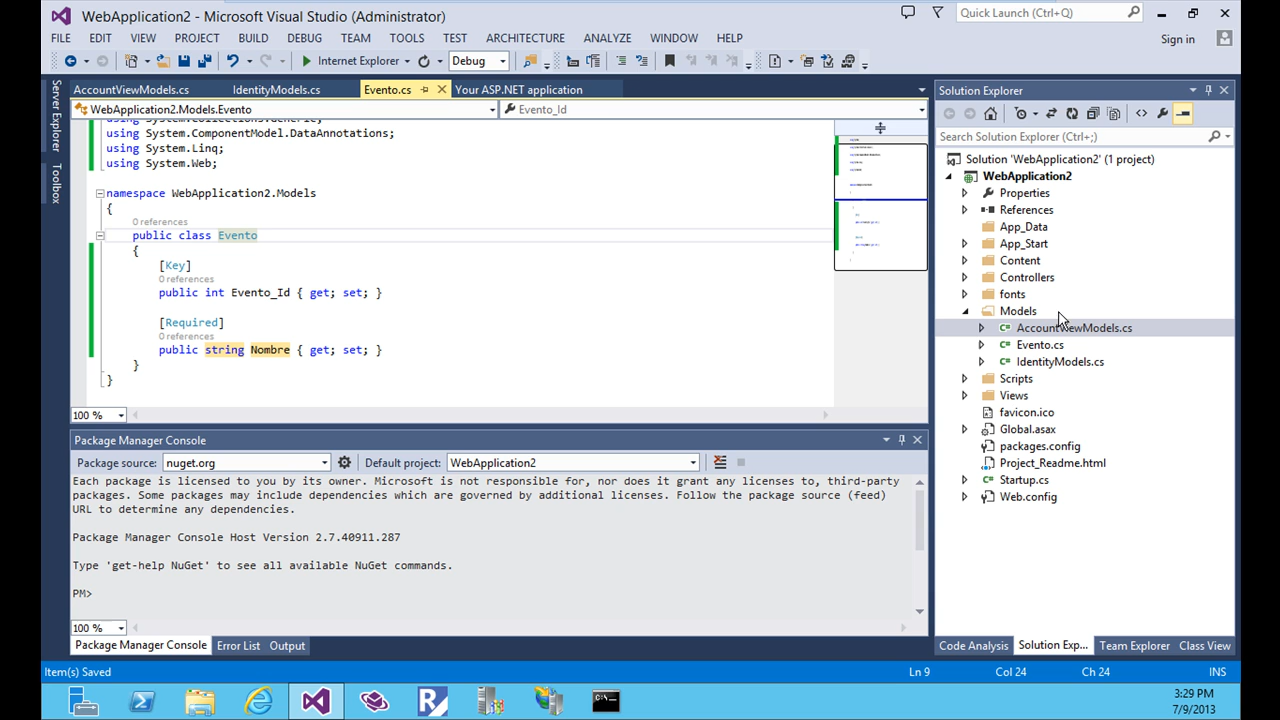 WebApplication2 - Microsoft Visual Studio (Administrator)
Quick Launch (Ctrl+Q)
FILE EDIT VIEW PROJECT BUILD DEBUG TEAM TOOLS TEST ARCHITECTURE ANALYZE WINDOW HELP
Sign in
Internet Explorer Debug
Server Explorer
Toolbox
AccountViewModels.cs IdentityModels.cs Evento.cs Your ASP.NET application
WebApplication2.Models.Evento Evento_Id
using System.Collections.Generic;
using System.ComponentModel.DataAnnotations;
using System.Linq;
using System.Web;
namespace WebApplication2.Models
{
0 references
public class Evento
{
[Key]
0 references
public int Evento_Id { get; set; }
[Required]
0 references
public string Nombre { get; set; }
}
}
100 %
Package Manager Console
Package source: nuget.org Default project: WebApplication2
Each package is licensed to you by its owner. Microsoft is not responsible for, nor does it grant any licenses to, third-party
packages. Some packages may include dependencies which are governed by additional licenses. Follow the package source (feed)
URL to determine any dependencies.
Package Manager Console Host Version 2.7.40911.287
Type 'get-help NuGet' to see all available NuGet commands.
PM>
100 %
Package Manager Console Error List Output
Solution Explorer
Search Solution Explorer (Ctrl+;)
Solution 'WebApplication2' (1 project)
WebApplication2
Properties
References
App_Data
App_Start
Content
Controllers
fonts
Models
AccountViewModels.cs
Evento.cs
IdentityModels.cs
Scripts
Views
favicon.ico
Global.asax
packages.config
Project_Readme.html
Startup.cs
Web.config
Code Analysis Solution Exp... Team Explorer Class View
Item(s) Saved Ln 9 Col 24 Ch 24 INS
3:29 PM
7/9/2013